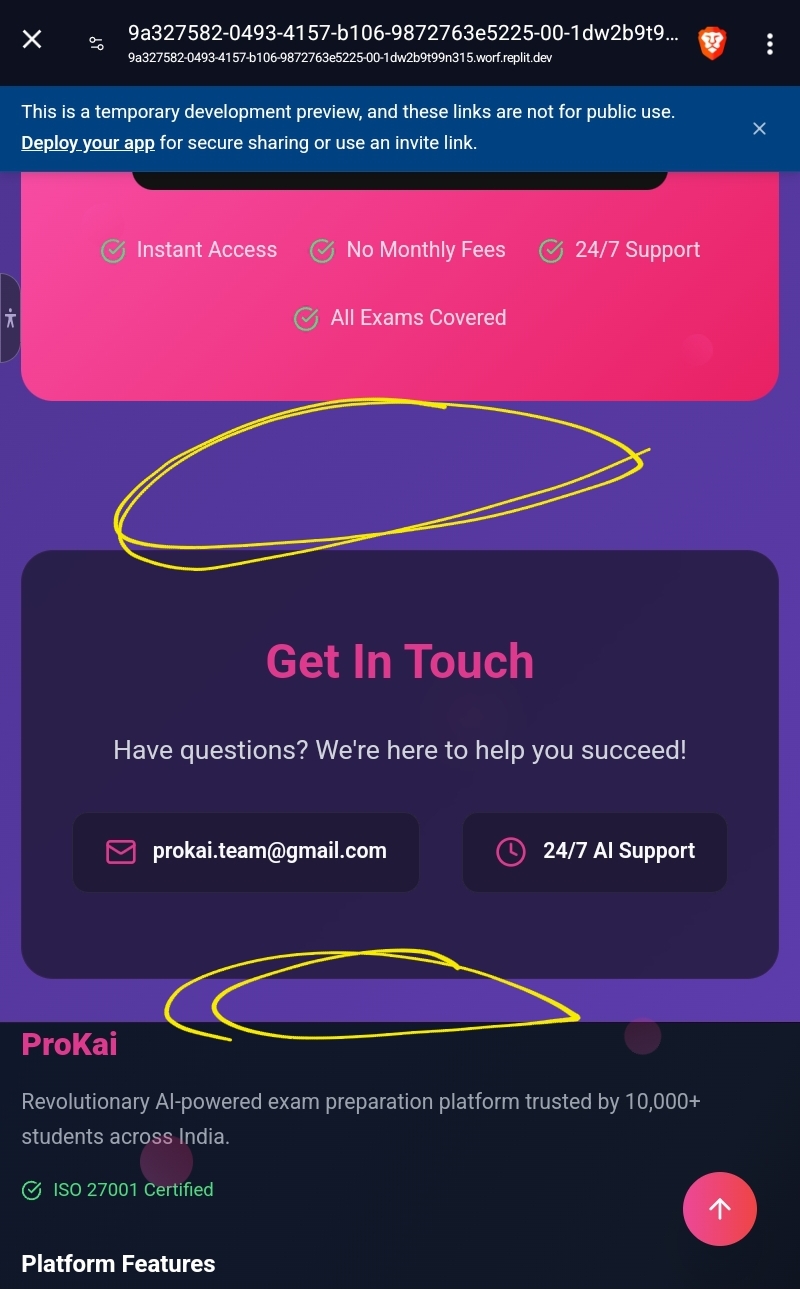 9a327582-0493-4157-b106-9872763e5225-00-1dw2b9t9...
9a327582-0493-4157-b106-9872763e5225-00-1dw2b9t99n315.worf.replit.dev
This is a temporary development preview, and these links are not for public use.
Deploy your app for secure sharing or use an invite link.
Instant Access No Monthly Fees 24/7 Support
All Exams Covered
Get In Touch
Have questions? We're here to help you succeed!
prokai.team@gmail.com 24/7 AI Support
ProKai
Revolutionary AI-powered exam preparation platform trusted by 10,000+
students across India.
ISO 27001 Certified
Platform Features